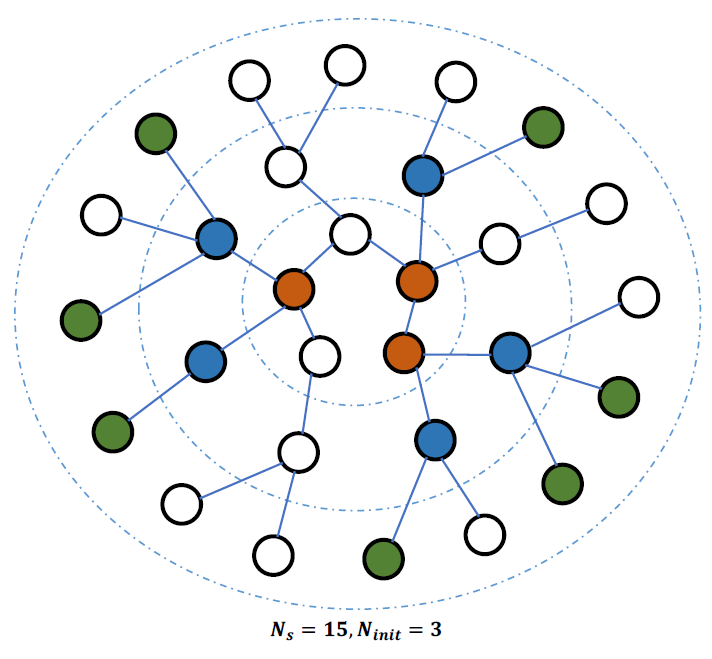 N_s = 15, N_init = 3